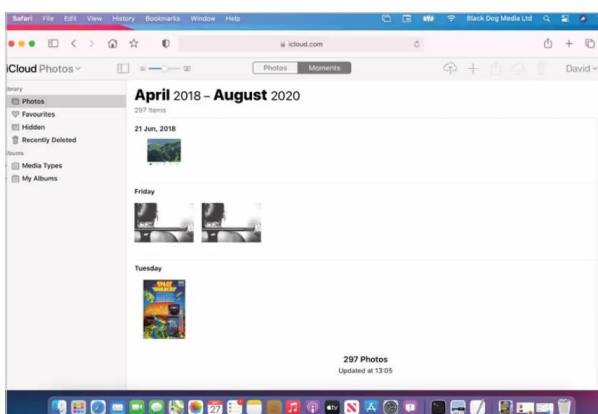 Safari File Edit View History Bookmarks Window Help Black Dog Media Ltd
icloud.com
iCloud Photos Photos Moments David
Library
Photos
Favourites
Hidden
Recently Deleted
Albums
Media Types
My Albums
April 2018 – August 2020
297 Items
21 Jun, 2018
Friday
Tuesday
297 Photos
Updated at 13:05
27
tv